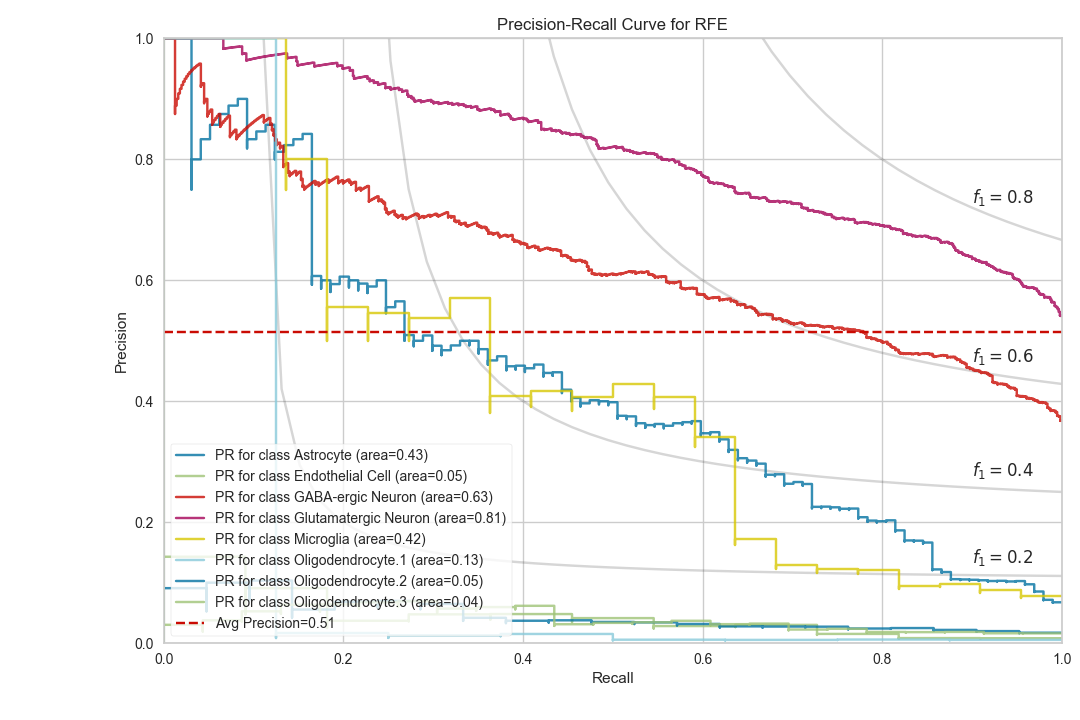 Precision-Recall Curve for RFE
1.0
0.8
0.6
0.4
0.2
0.0
Precision
f1 = 0.8
f1 = 0.6
f1 = 0.4
f1 = 0.2
PR for class Astrocyte (area=0.43)
PR for class Endothelial Cell (area=0.05)
PR for class GABA-ergic Neuron (area=0.63)
PR for class Glutamatergic Neuron (area=0.81)
PR for class Microglia (area=0.42)
PR for class Oligodendrocyte.1 (area=0.13)
PR for class Oligodendrocyte.2 (area=0.05)
PR for class Oligodendrocyte.3 (area=0.04)
Avg Precision=0.51
0.0 0.2 0.4 0.6 0.8 1.0
Recall